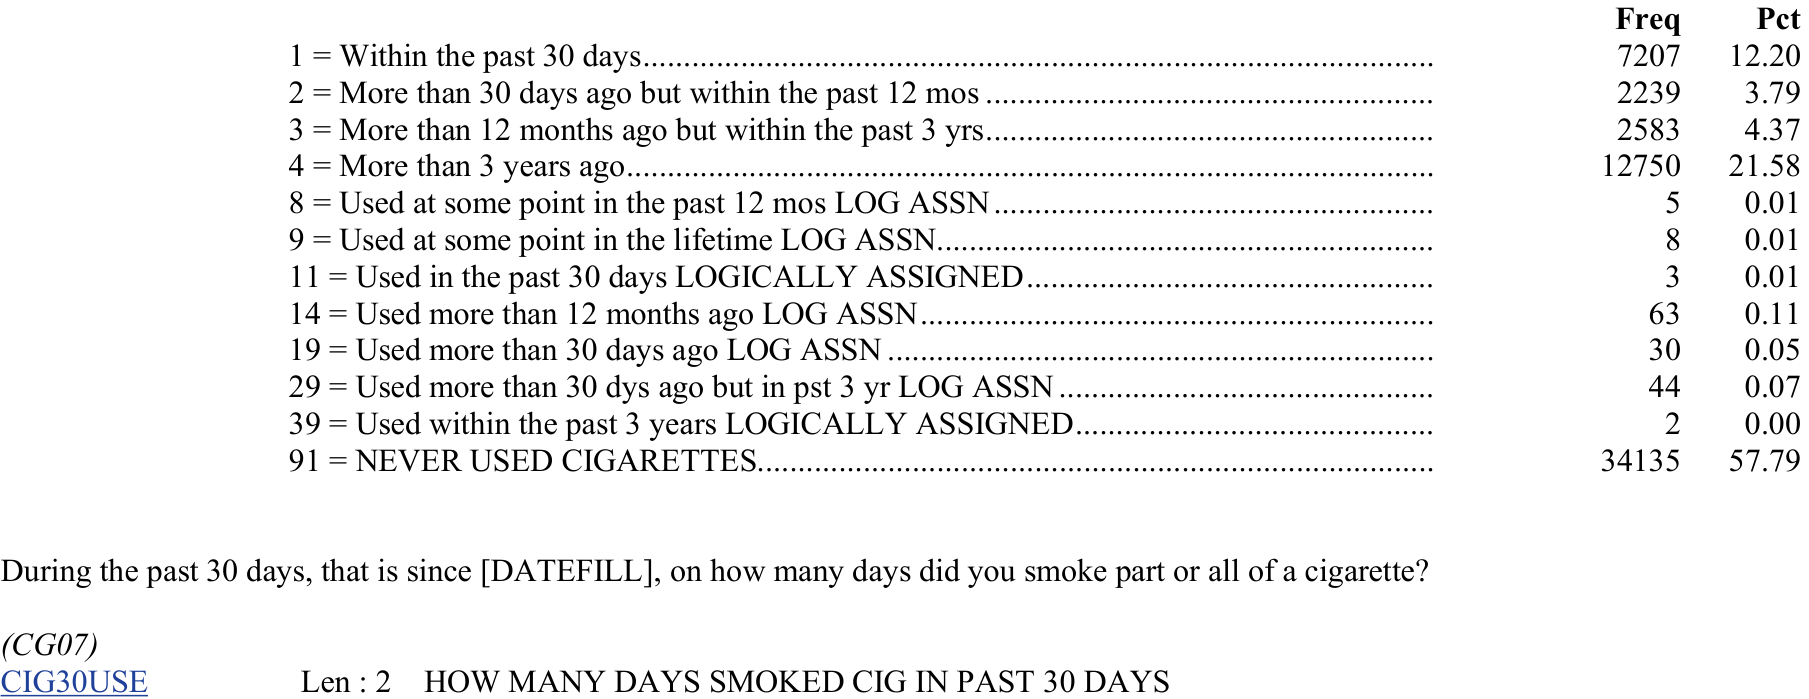 Freq Pct
1 = Within the past 30 days.................................................................................................... 7207 12.20
2 = More than 30 days ago but within the past 12 mos ........................................................ 2239 3.79
3 = More than 12 months ago but within the past 3 yrs........................................................ 2583 4.37
4 = More than 3 years ago...................................................................................................... 12750 21.58
8 = Used at some point in the past 12 mos LOG ASSN ....................................................... 5 0.01
9 = Used at some point in the lifetime LOG ASSN.............................................................. 8 0.01
11 = Used in the past 30 days LOGICALLY ASSIGNED................................................... 3 0.01
14 = Used more than 12 months ago LOG ASSN................................................................ 63 0.11
19 = Used more than 30 days ago LOG ASSN .................................................................... 30 0.05
29 = Used more than 30 dys ago but in pst 3 yr LOG ASSN ............................................... 44 0.07
39 = Used within the past 3 years LOGICALLY ASSIGNED............................................. 2 0.00
91 = NEVER USED CIGARETTES..................................................................................... 34135 57.79
During the past 30 days, that is since [DATEFILL], on how many days did you smoke part or all of a cigarette?
(CG07)
CIG30USE Len : 2 HOW MANY DAYS SMOKED CIG IN PAST 30 DAYS